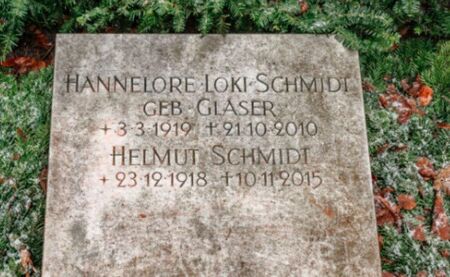 HANNELORE LOKI SCHMIDT
GEB GLASER
+ 3·3·1919 † 21·10·2010
HELMUT SCHMIDT
+ 23·12·1918 † 10·11·2015